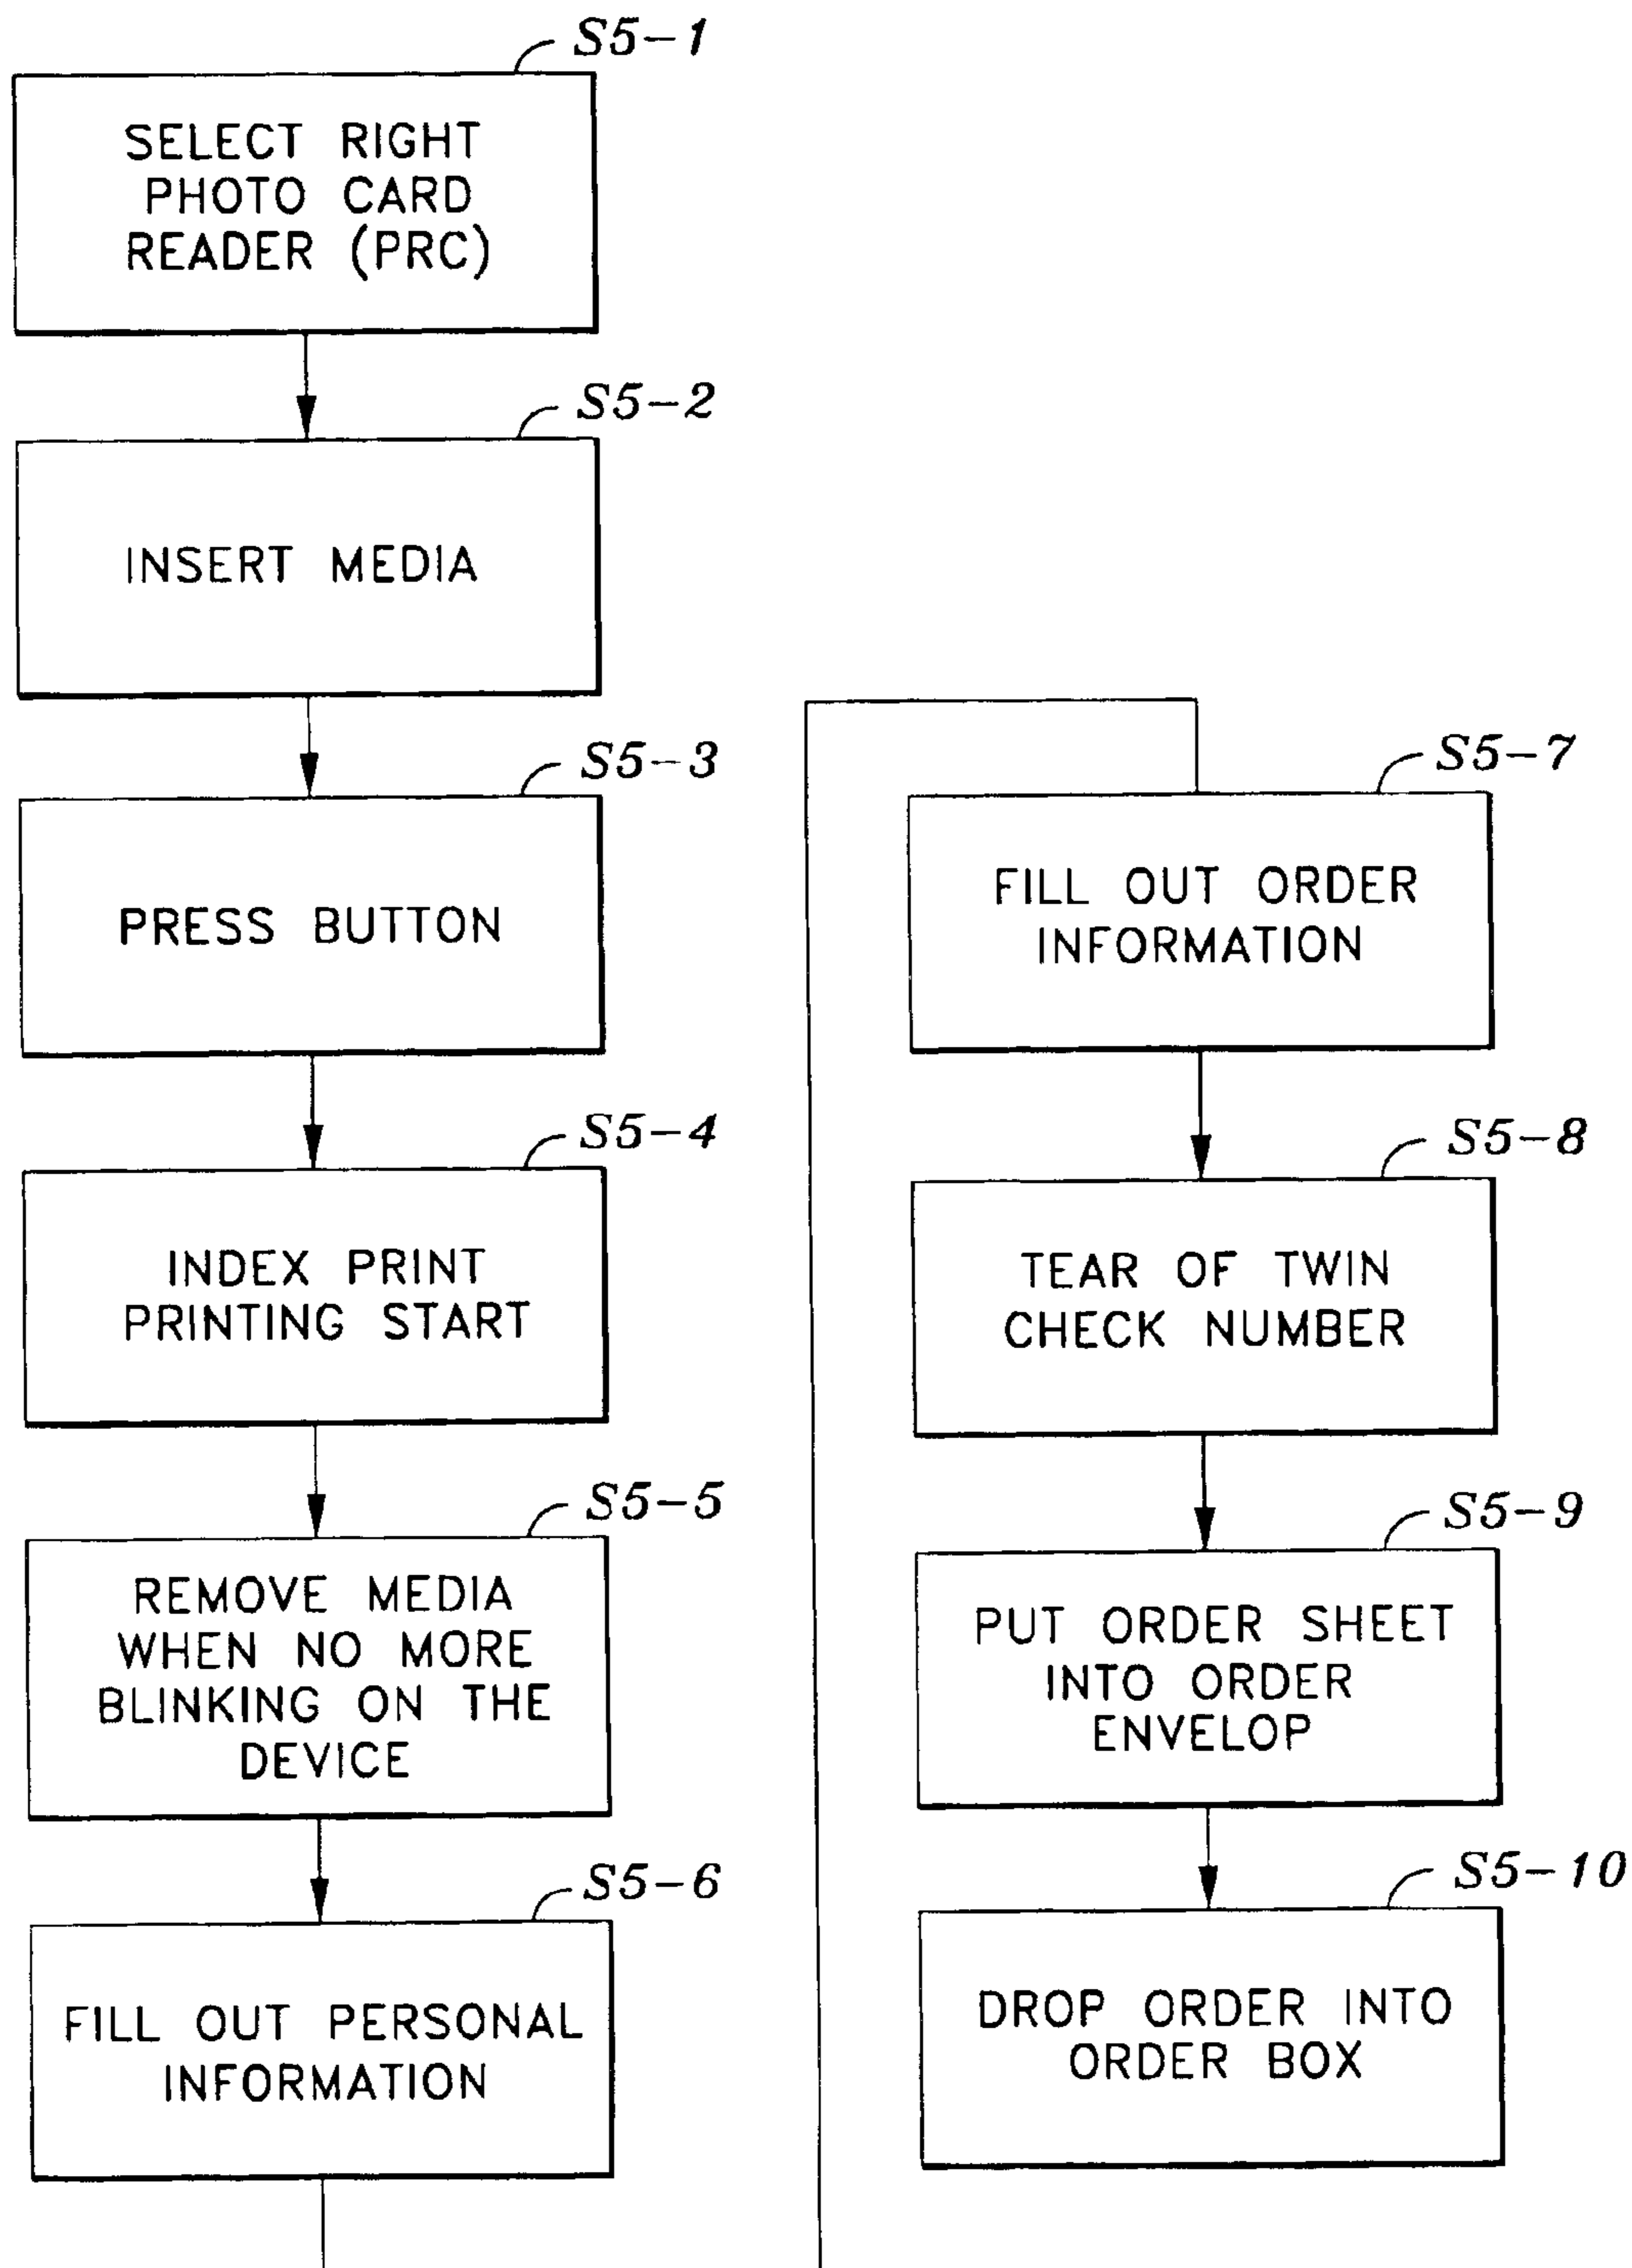 S5-1
SELECT RIGHT
PHOTO CARD
READER (PRC)
S5-2
INSERT MEDIA
S5-3
PRESS BUTTON
S5-4
INDEX PRINT
PRINTING START
S5-5
REMOVE MEDIA
WHEN NO MORE
BLINKING ON THE
DEVICE
S5-6
FILL OUT PERSONAL
INFORMATION
S5-7
FILL OUT ORDER
INFORMATION
S5-8
TEAR OF TWIN
CHECK NUMBER
S5-9
PUT ORDER SHEET
INTO ORDER
ENVELOP
S5-10
DROP ORDER INTO
ORDER BOX